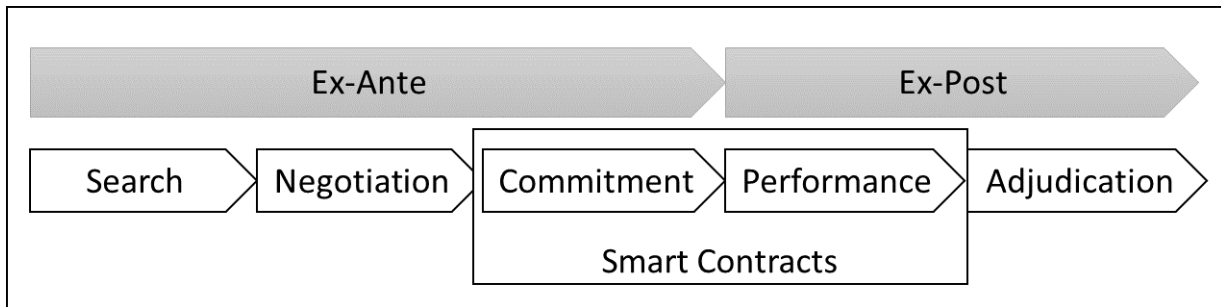 Ex-Ante Ex-Post
Search Negotiation Commitment Performance Adjudication
Smart Contracts